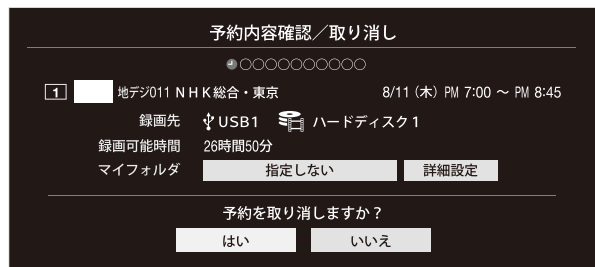 予約内容確認／取り消し
○○○○○○○○○○
1 地デジ011 NHK総合・東京 8/11（木）PM 7:00 ～ PM 8:45
録画先 USB1 ハードディスク1
録画可能時間 26時間50分
マイフォルダ 指定しない 詳細設定
予約を取り消しますか？
はい いいえ